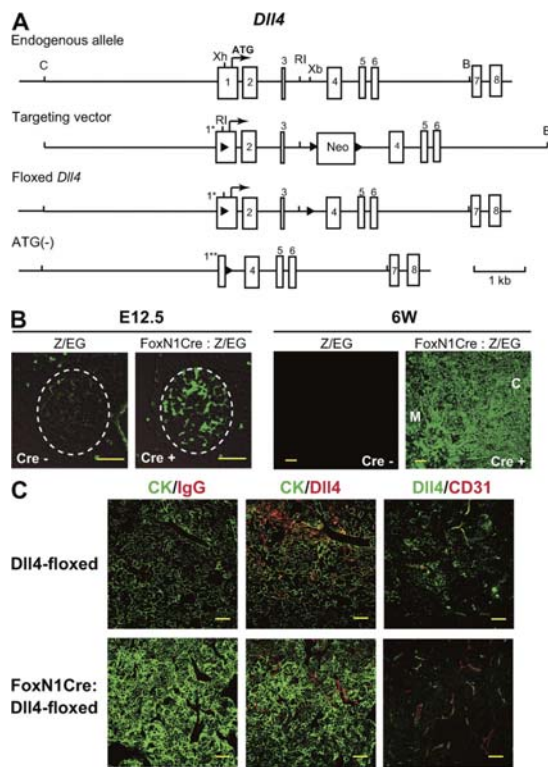 A
Dll4
Endogenous allele
C Xh ATG 3 RI Xb 5 6 B
1 2 4 7 8
Targeting vector
1* RI 3 5 6 B
2 Neo 4
Floxed Dll4
1* 3 5 6
2 4 7 8
ATG(-)
1** 5 6
4 7 8
1 kb
B
E12.5 6W
Z/EG FoxN1Cre : Z/EG Z/EG FoxN1Cre : Z/EG
C
M
Cre - Cre + Cre - Cre +
C
CK/IgG CK/Dll4 Dll4/CD31
Dll4-floxed
FoxN1Cre:
Dll4-floxed